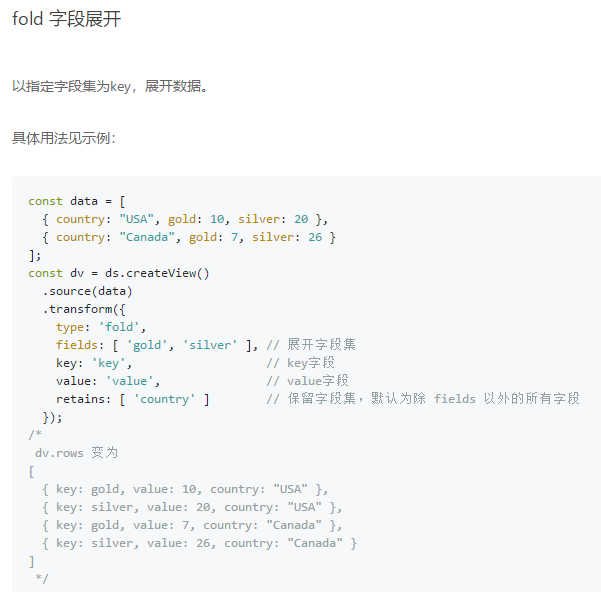 fold 字段展开
以指定字段集为key，展开数据。
具体用法见示例：
const data = [
  { country: "USA", gold: 10, silver: 20 },
  { country: "Canada", gold: 7, silver: 26 }
];
const dv = ds.createView()
  .source(data)
  .transform({
    type: 'fold',
    fields: [ 'gold', 'silver' ], // 展开字段集
    key: 'key',                   // key字段
    value: 'value',               // value字段
    retains: [ 'country' ]        // 保留字段集，默认为除 fields 以外的所有字段
  });
/*
 dv.rows 变为
[
  { key: gold, value: 10, country: "USA" },
  { key: silver, value: 20, country: "USA" },
  { key: gold, value: 7, country: "Canada" },
  { key: silver, value: 26, country: "Canada" }
]
 */